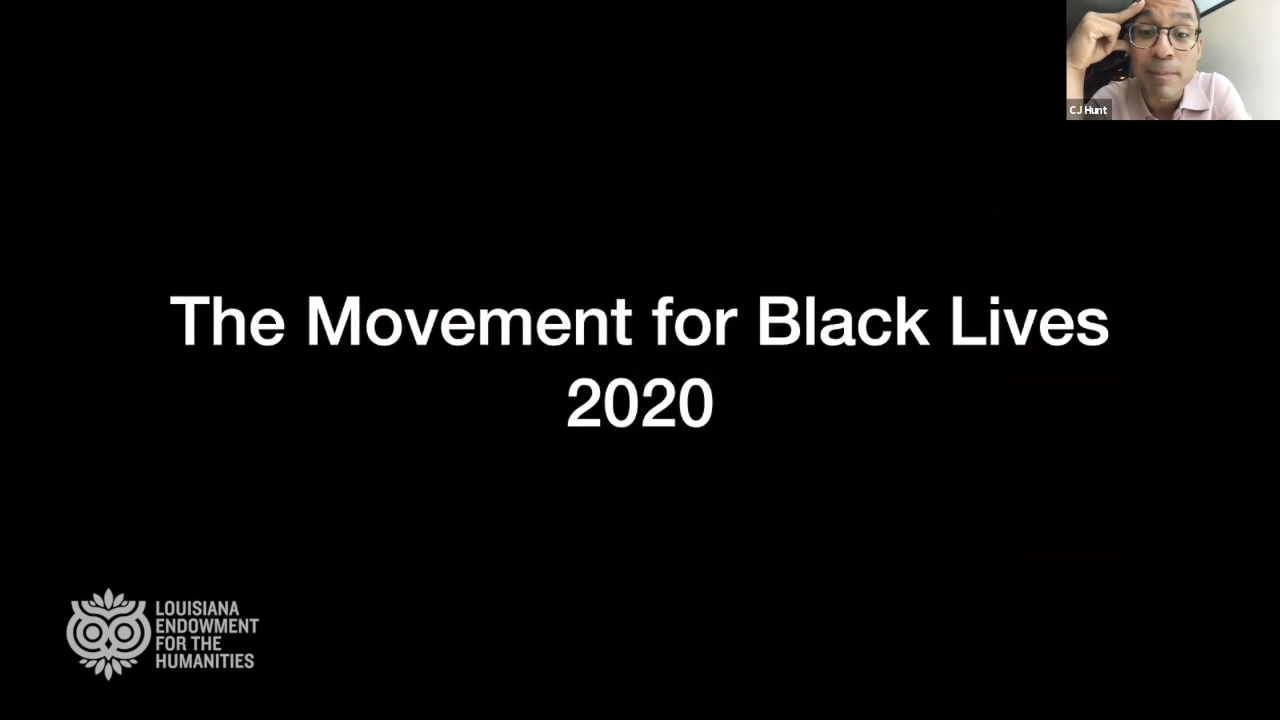 CJ Hunt
The Movement for Black Lives
2020
LOUISIANA
ENDOWMENT
FOR THE
HUMANITIES